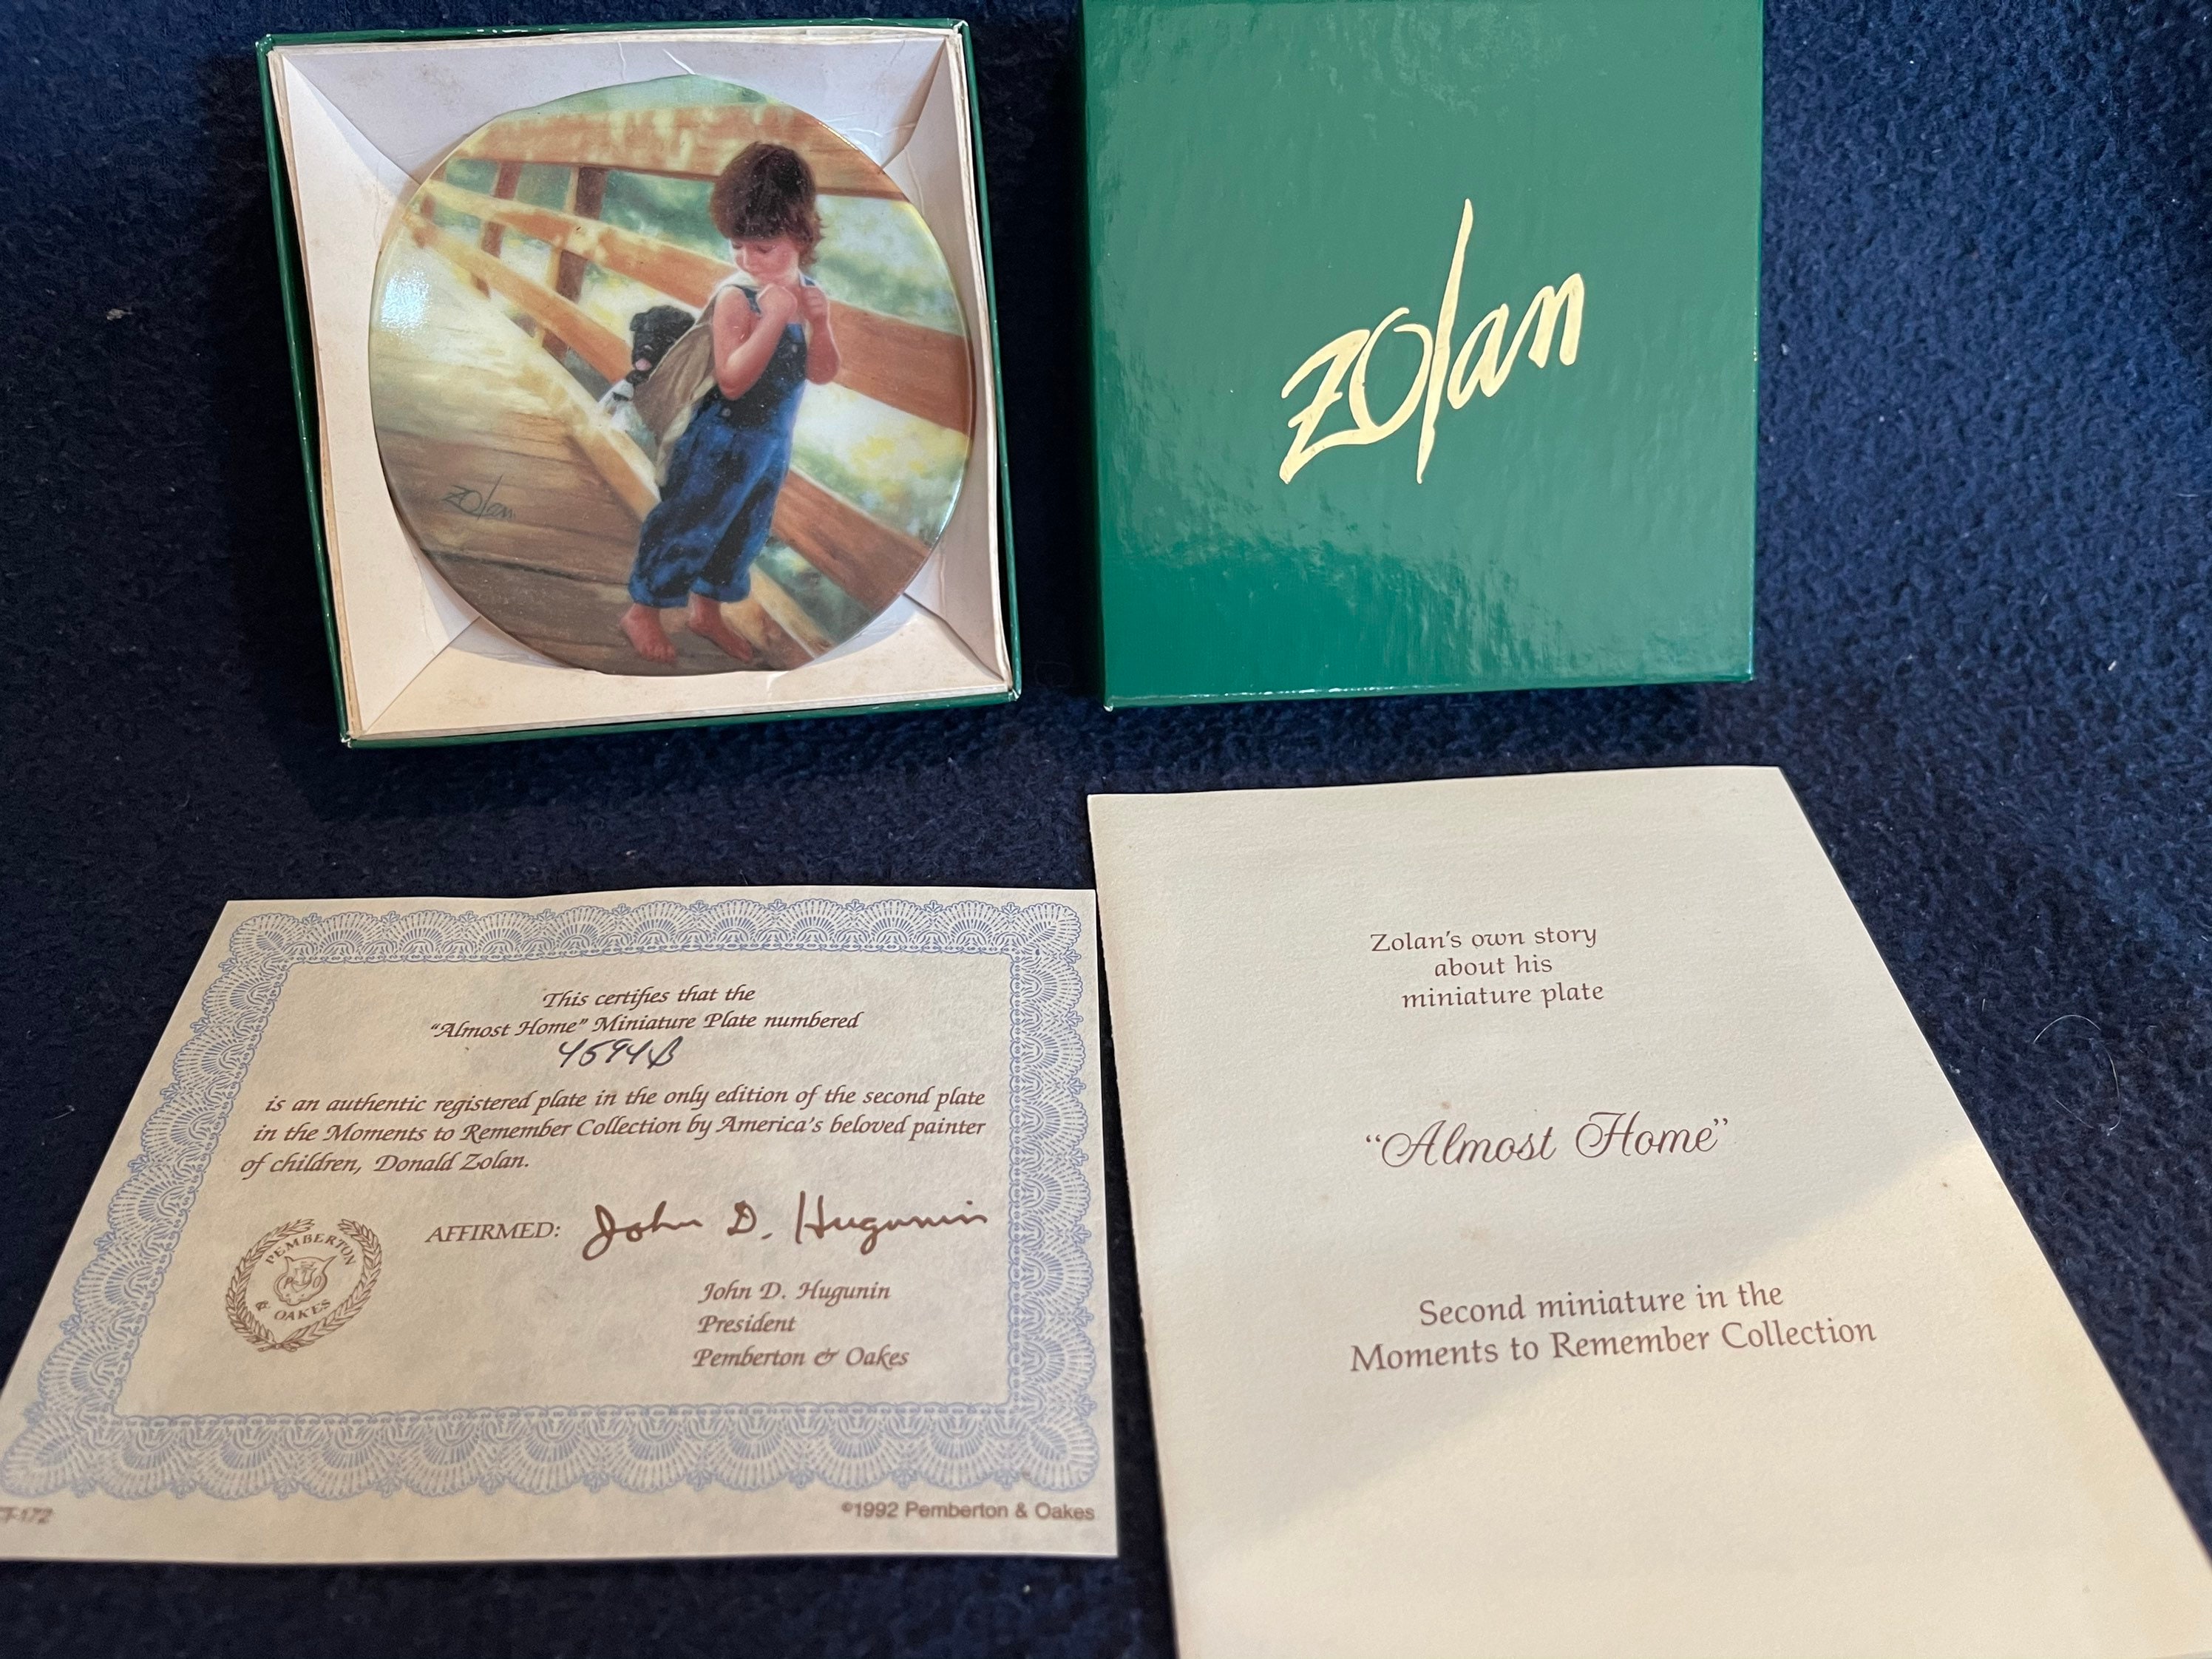 Zolan
Zolan
This certifies that the
"Almost Home" Miniature Plate numbered
is an authentic registered plate in the only edition of the second plate
in the Moments to Remember Collection by America's beloved painter
of children, Donald Zolan.
PEMBERTON
P&O
& OAKES
AFFIRMED: John D. Hugunin
John D. Hugunin
President
Pemberton & Oakes
©1992 Pemberton & Oakes
Zolan's own story
about his
miniature plate
"Almost Home"
Second miniature in the
Moments to Remember Collection